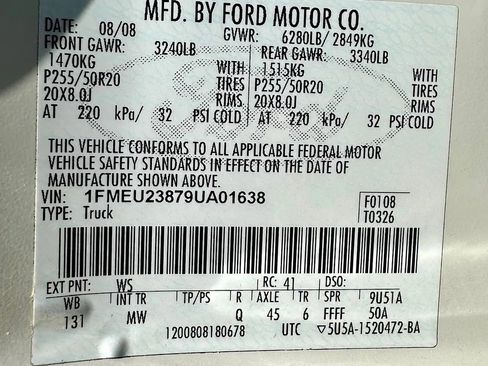 MFD. BY FORD MOTOR CO.
DATE: 08/08 GVWR: 6280LB/ 2849KG
FRONT GAWR: 3240LB REAR GAWR: 3340LB
1470KG WITH 1515KG WITH
P255/50R20 TIRES P255/50R20 TIRES
20X8.0J RIMS 20X8.0J RIMS
AT 220 kPa/ 32 PSI COLD AT 220 kPa/ 32 PSI COLD
Ford
THIS VEHICLE CONFORMS TO ALL APPLICABLE FEDERAL MOTOR
VEHICLE SAFETY STANDARDS IN EFFECT ON THE DATE OF
MANUFACTURE SHOWN ABOVE.
VIN: 1FMEU23879UA01638 F0108
TYPE: Truck T0326
EXT PNT: WS RC: 41 DSO:
WB INT TR TP/PS R AXLE TR SPR 9U51A
131 MW Q 45 6 FFFF 50A
1200808180678 UTC ▽5U5A-1520472-BA